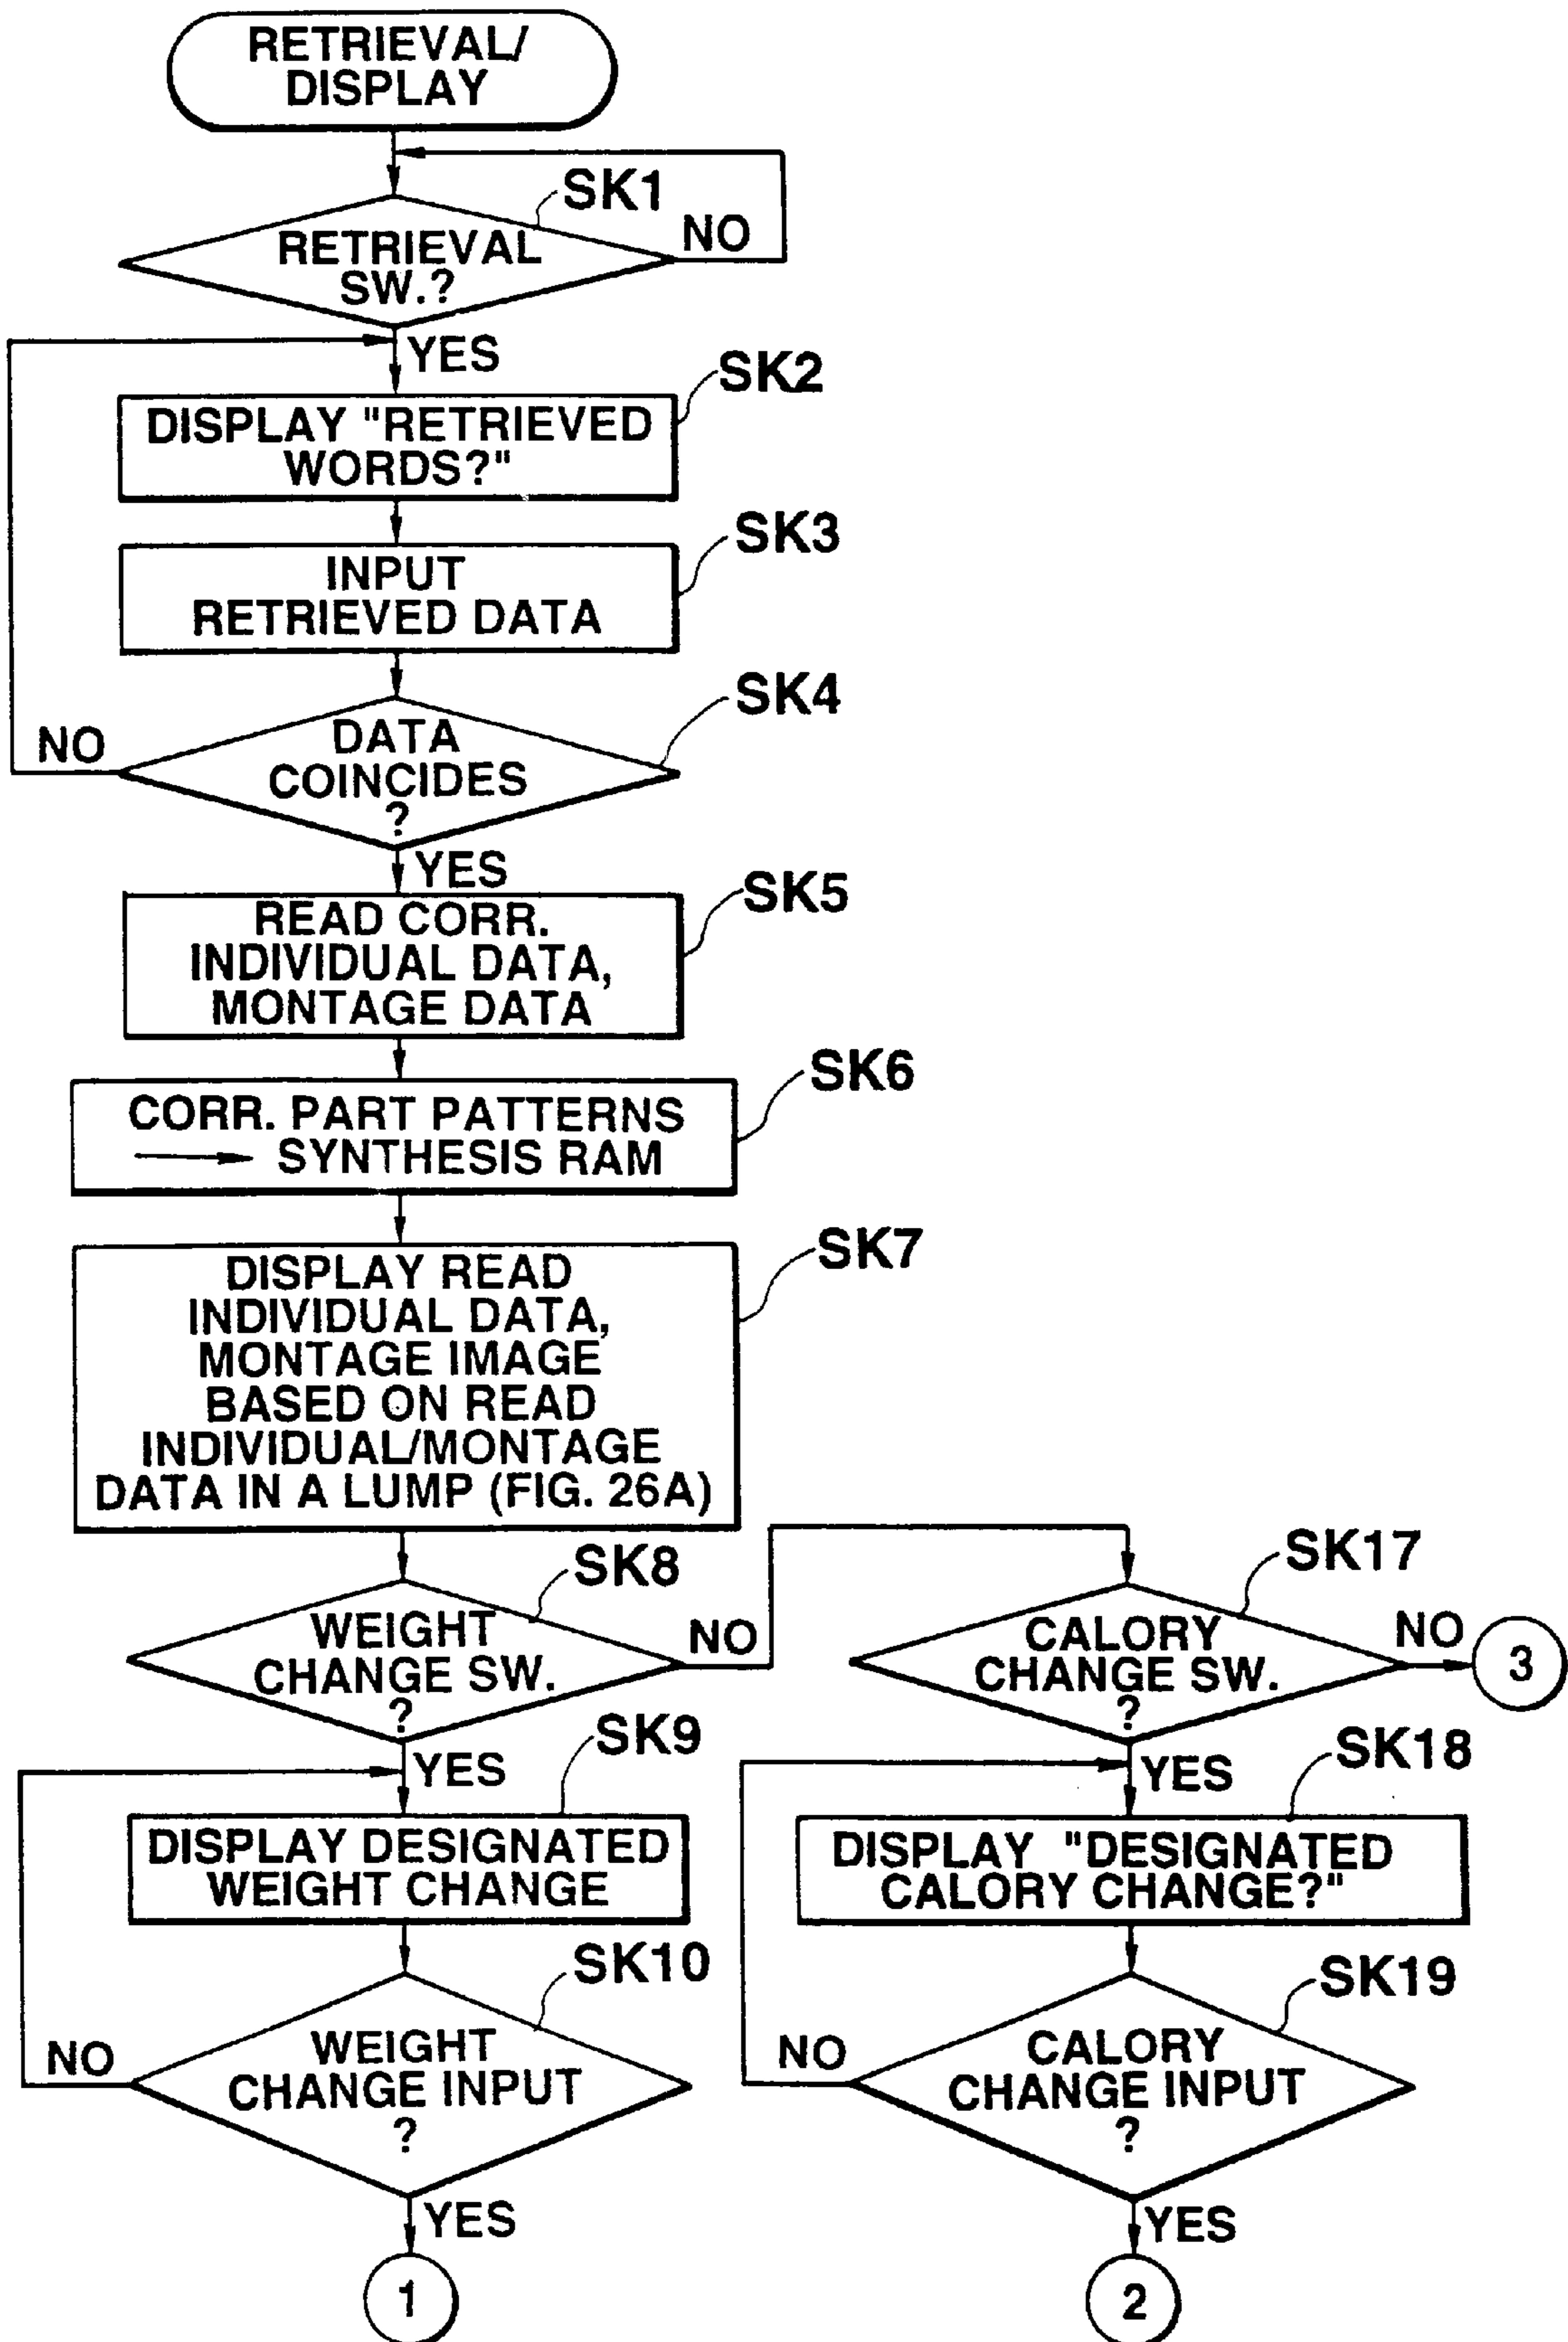 RETRIEVAL/
DISPLAY
SK1
RETRIEVAL
SW.?
NO
YES
SK2
DISPLAY "RETRIEVED
WORDS?"
SK3
INPUT
RETRIEVED DATA
SK4
DATA
COINCIDES
?
NO
YES
SK5
READ CORR.
INDIVIDUAL DATA,
MONTAGE DATA
SK6
CORR. PART PATTERNS
→ SYNTHESIS RAM
SK7
DISPLAY READ
INDIVIDUAL DATA,
MONTAGE IMAGE
BASED ON READ
INDIVIDUAL/MONTAGE
DATA IN A LUMP (FIG. 26A)
SK8
WEIGHT
CHANGE SW.
?
NO
YES
SK9
DISPLAY DESIGNATED
WEIGHT CHANGE
SK10
WEIGHT
CHANGE INPUT
?
NO
YES
1
SK17
CALORY
CHANGE SW.
?
NO
3
YES
SK18
DISPLAY "DESIGNATED
CALORY CHANGE?"
SK19
CALORY
CHANGE INPUT
?
NO
YES
2